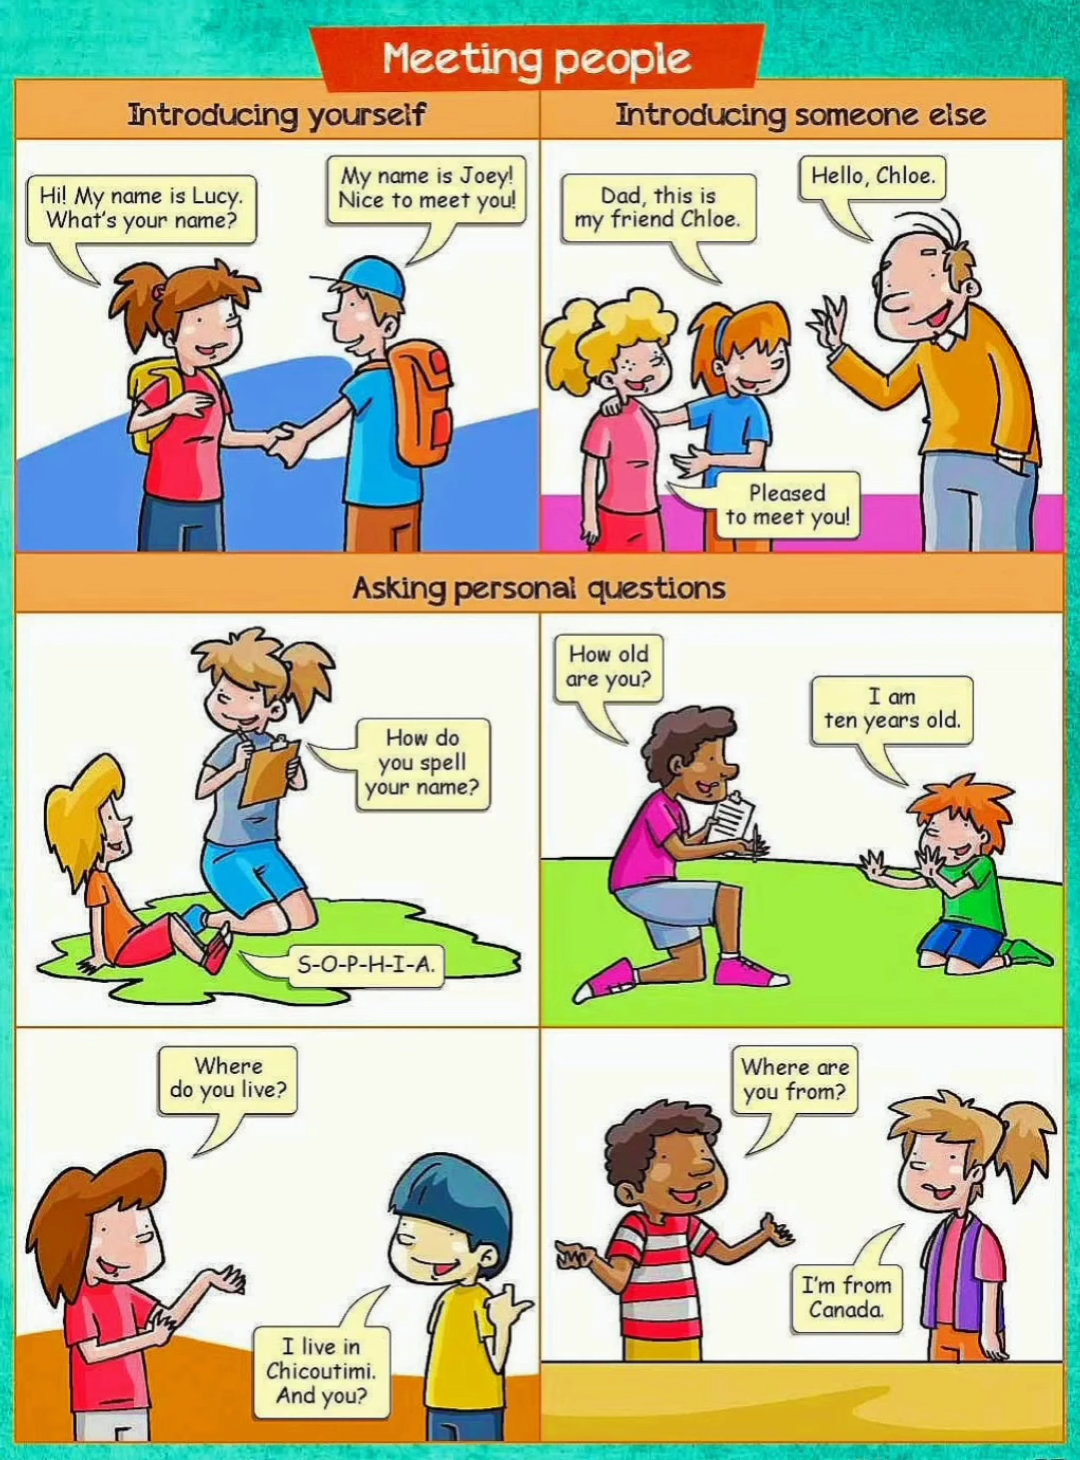 Meeting people
Introducing yourself
Hi! My name is Lucy.
What's your name?
My name is Joey!
Nice to meet you!
Introducing someone else
Dad, this is
my friend Chloe.
Hello, Chloe.
Pleased
to meet you!
Asking personal questions
How do
you spell
your name?
S-O-P-H-I-A.
How old
are you?
I am
ten years old.
Where
do you live?
I live in
Chicoutimi.
And you?
Where are
you from?
I'm from
Canada.